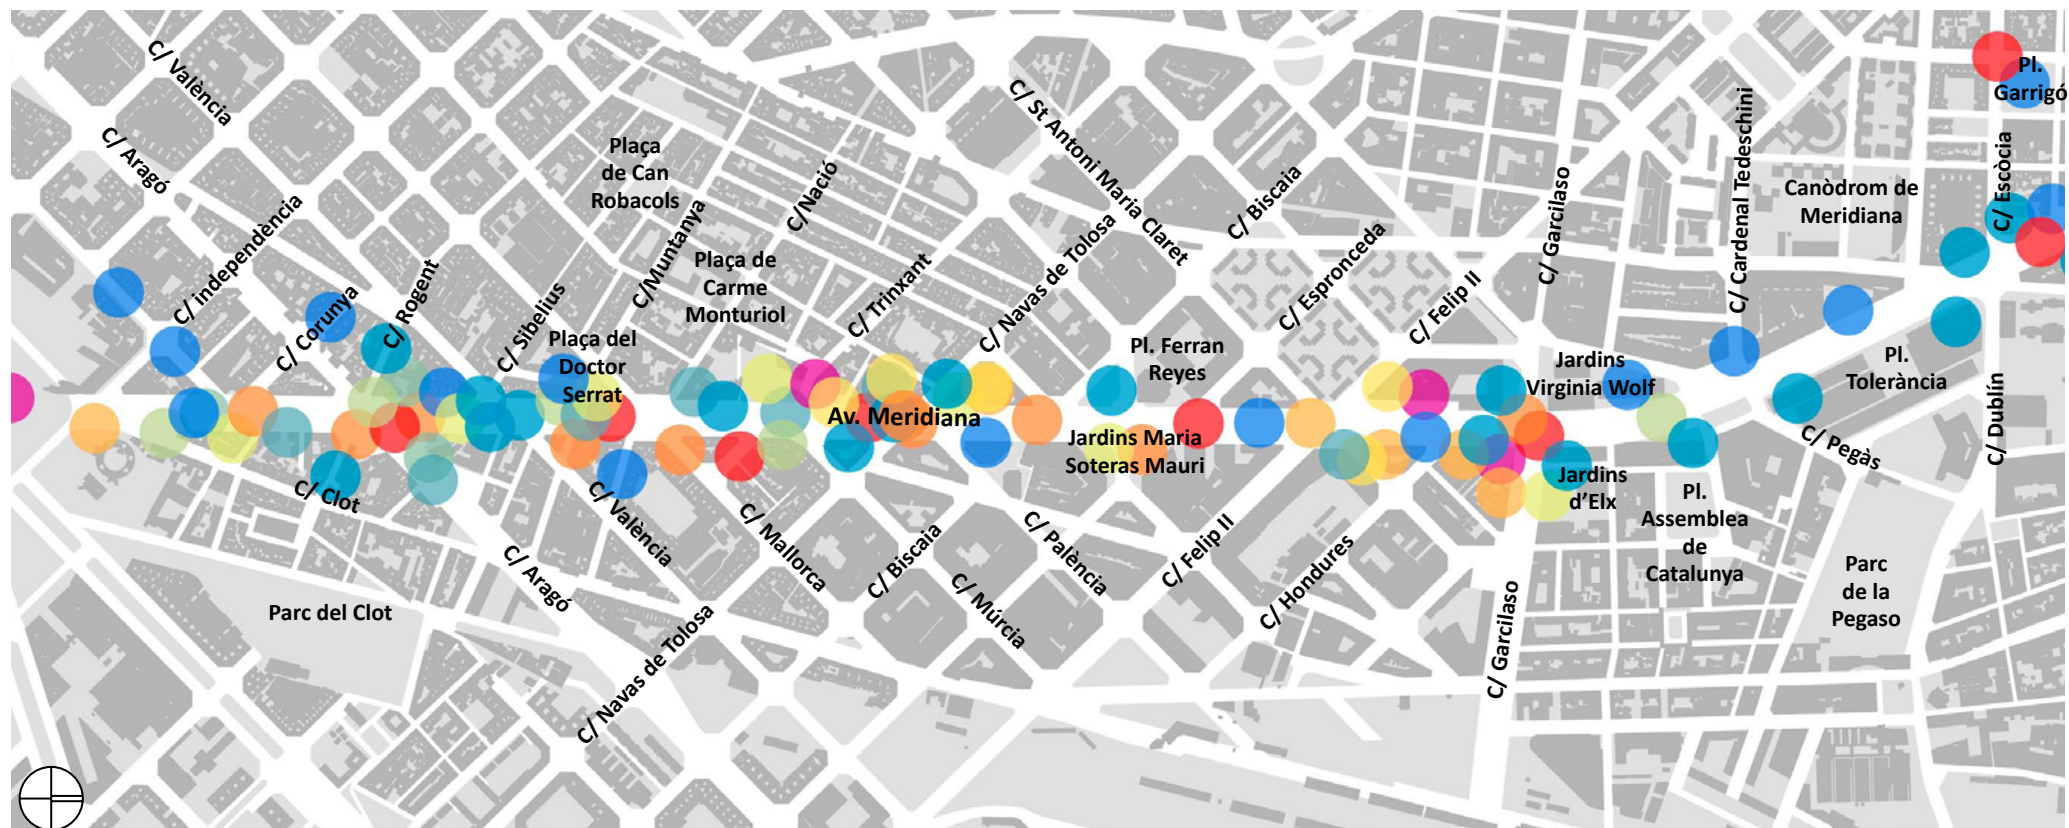 C/ València
C/ Aragó
C/ independència
C/ Corunya
C/ Rogent
C/ Sibelius
Plaça
de Can
Robacols
C/Muntanya
Plaça de
Carme
Monturiol
C/Nació
C/ Trinxant
C/ Navas de Tolosa
C/ St Antoni Maria Claret
C/ Biscaia
C/ Espronceda
C/ Felip II
C/ Garcilaso
C/ Cardenal Tedeschini
Canòdrom de
Meridiana
C/ Escòcia
Pl.
Garrigó
Plaça del
Doctor
Serrat
Av. Meridiana
Pl. Ferran
Reyes
Jardins Maria
Soteras Mauri
Jardins
Virginia Wolf
Pl.
Tolerància
C/ Dublín
C/ Pegàs
Jardins
d'Elx
Pl.
Assemblea
de
Catalunya
Parc
de la
Pegaso
C/ Clot
Parc del Clot
C/ Aragó
C/ València
C/ Navas de Tolosa
C/ Mallorca
C/ Biscaia
C/ Múrcia
C/ Palència
C/ Felip II
C/ Hondures
C/ Garcilaso